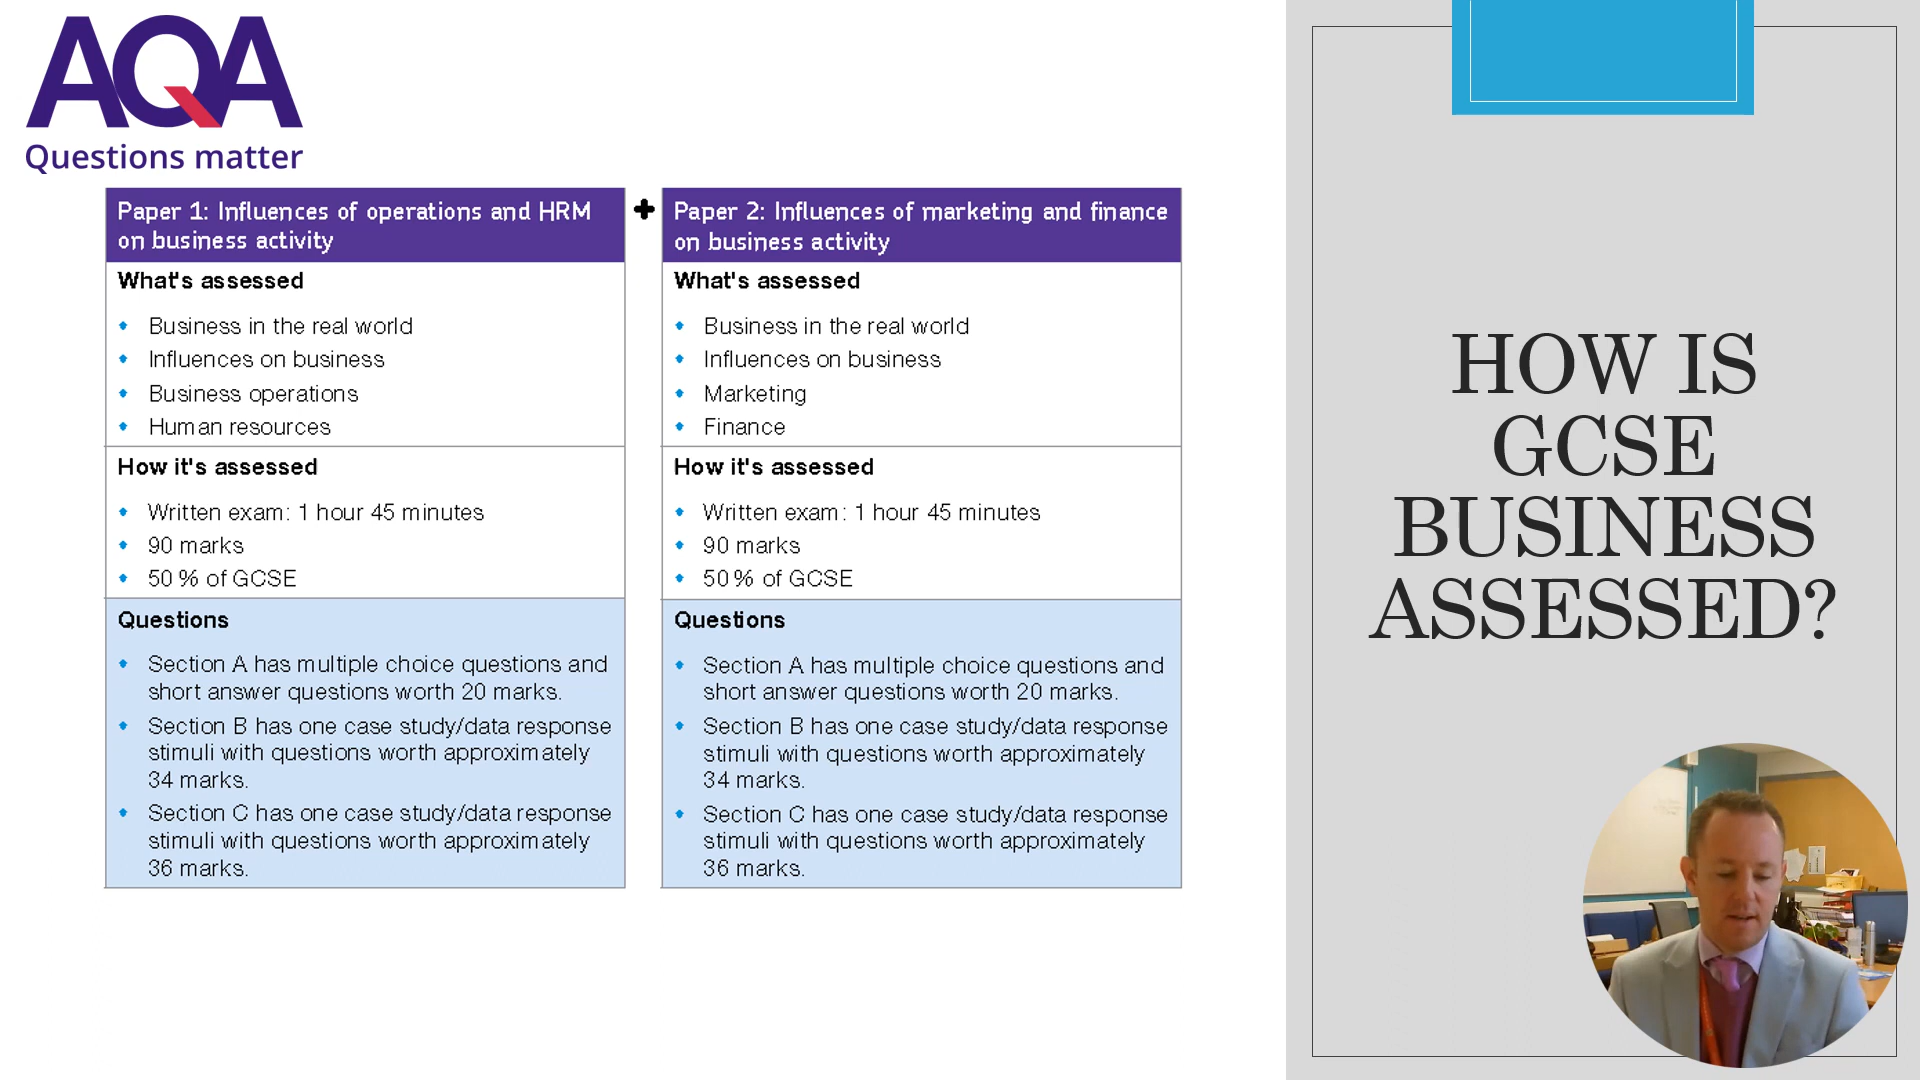 AQA
Questions matter
Paper 1: Influences of operations and HRM
on business activity
What's assessed
Business in the real world
Influences on business
Business operations
Human resources
How it's assessed
Written exam: 1 hour 45 minutes
90 marks
50 % of GCSE
Questions
Section A has multiple choice questions and
short answer questions worth 20 marks.
Section B has one case study/data response
stimuli with questions worth approximately
34 marks.
Section C has one case study/data response
stimuli with questions worth approximately
36 marks.
+
Paper 2: Influences of marketing and finance
on business activity
What's assessed
Business in the real world
Influences on business
Marketing
Finance
How it's assessed
Written exam: 1 hour 45 minutes
90 marks
50 % of GCSE
Questions
Section A has multiple choice questions and
short answer questions worth 20 marks.
Section B has one case study/data response
stimuli with questions worth approximately
34 marks.
Section C has one case study/data response
stimuli with questions worth approximately
36 marks.
HOW IS
GCSE
BUSINESS
ASSESSED?